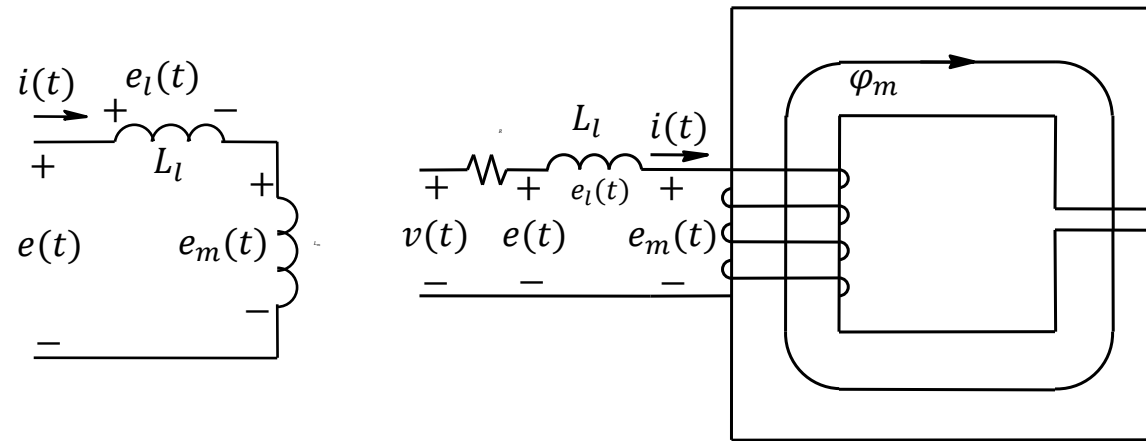 i(t)
e_l(t)
+
−
L_l
+
+
e(t)
e_m(t)
−
−
L_l
i(t)
φ_m
+
+
e_l(t)
+
v(t)
e(t)
e_m(t)
−
−
−